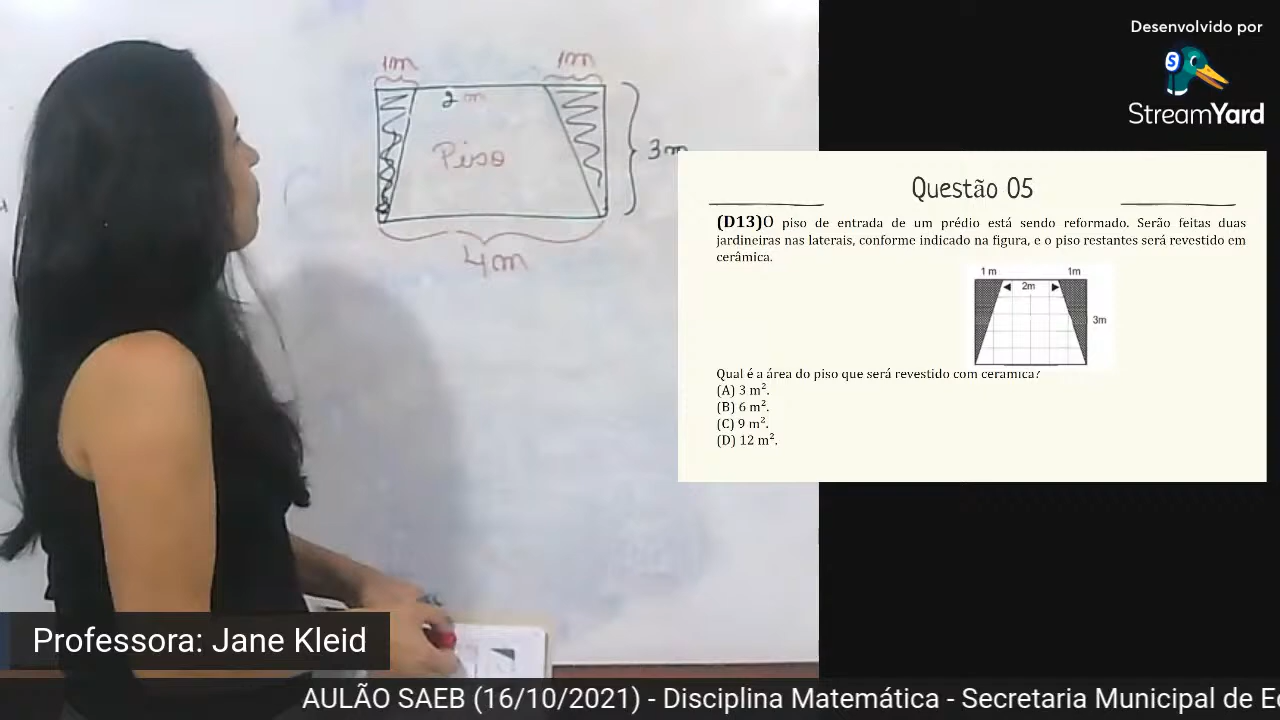 1m
1m
2 m
Piso
3m
4m
Desenvolvido por
StreamYard
Questão 05
(D13)O piso de entrada de um prédio está sendo reformado. Serão feitas duas
jardineiras nas laterais, conforme indicado na figura, e o piso restantes será revestido em
cerâmica.
1 m
1m
2m
3m
Qual é a área do piso que será revestido com cerâmica?
(A) 3 m².
(B) 6 m².
(C) 9 m².
(D) 12 m².
Professora: Jane Kleid
AULÃO SAEB (16/10/2021) - Disciplina Matemática - Secretaria Municipal de E